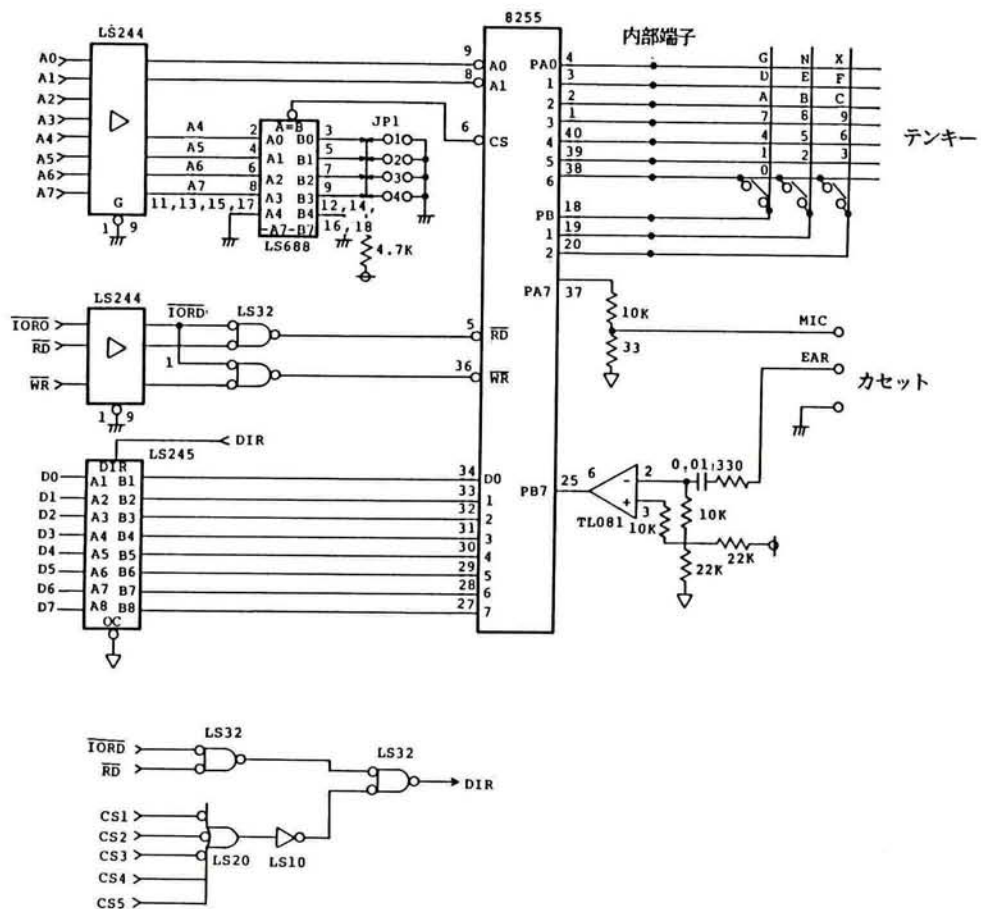 LS244
A0
A1
A2
A3
A4
A5
A6
A7
G
1 9
A4
A5
A6
A7
11,13,15,17
2
4
6
8
A=B
A0 B0
A1 B1
A2 B2
A3 B3
A4 B4
-A7-B7
LS688
3
5
7
9
12,14,
16,18
JP1
1
2
3
4
4.7K
8255
9
8
6
A0
A1
CS
内部端子
PA0 4
1 3
2 2
3 1
4 40
5 39
6 38
G N X
D E F
A B C
7 8 9
4 5 6
1 2 3
0
テンキー
PB 18
1 19
2 20
PA7 37
10K
33
MIC
EAR
カセット
LS244
IORO
RD
WR
1 9
IORD
1
LS32
5 RD
36 WR
DIR
LS245
DIR
D0 A1 B1 34 D0
D1 A2 B2 33 1
D2 A3 B3 32 2
D3 A4 B4 31 3
D4 A5 B5 30 4
D5 A6 B6 29 5
D6 A7 B7 28 6
D7 A8 B8 27 7
OC
PB7 25
6
2
-
+
3
TL081
0,01,330
10K
10K
22K
22K
LS32
IORD
RD
LS32
DIR
CS1
CS2
CS3
CS4
CS5
LS20
LS10